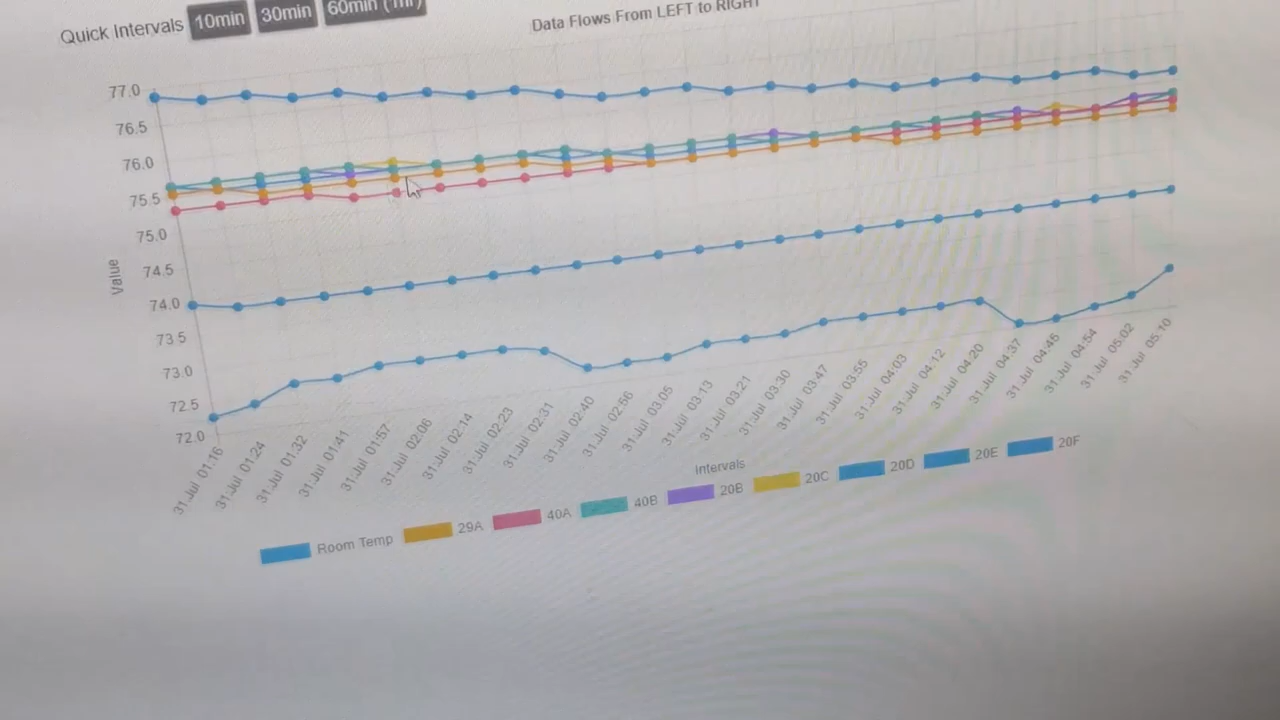 Quick Intervals 10min 30min 60min (1hr)
Data Flows From LEFT to RIGHT
77.0
76.5
76.0
75.5
75.0
74.5
74.0
73.5
73.0
72.5
72.0
Value
31.Jul 01:16
31.Jul 01:24
31.Jul 01:32
31.Jul 01:41
31.Jul 01:57
31.Jul 02:06
31.Jul 02:14
31.Jul 02:23
31.Jul 02:31
31.Jul 02:40
31.Jul 02:56
31.Jul 03:05
31.Jul 03:13
31.Jul 03:21
31.Jul 03:30
31.Jul 03:47
31.Jul 03:55
31.Jul 04:03
31.Jul 04:12
31.Jul 04:20
31.Jul 04:37
31.Jul 04:46
31.Jul 04:54
31.Jul 05:02
31.Jul 05:10
Intervals
Room Temp 29A 40A 40B 20B 20C 20D 20E 20F